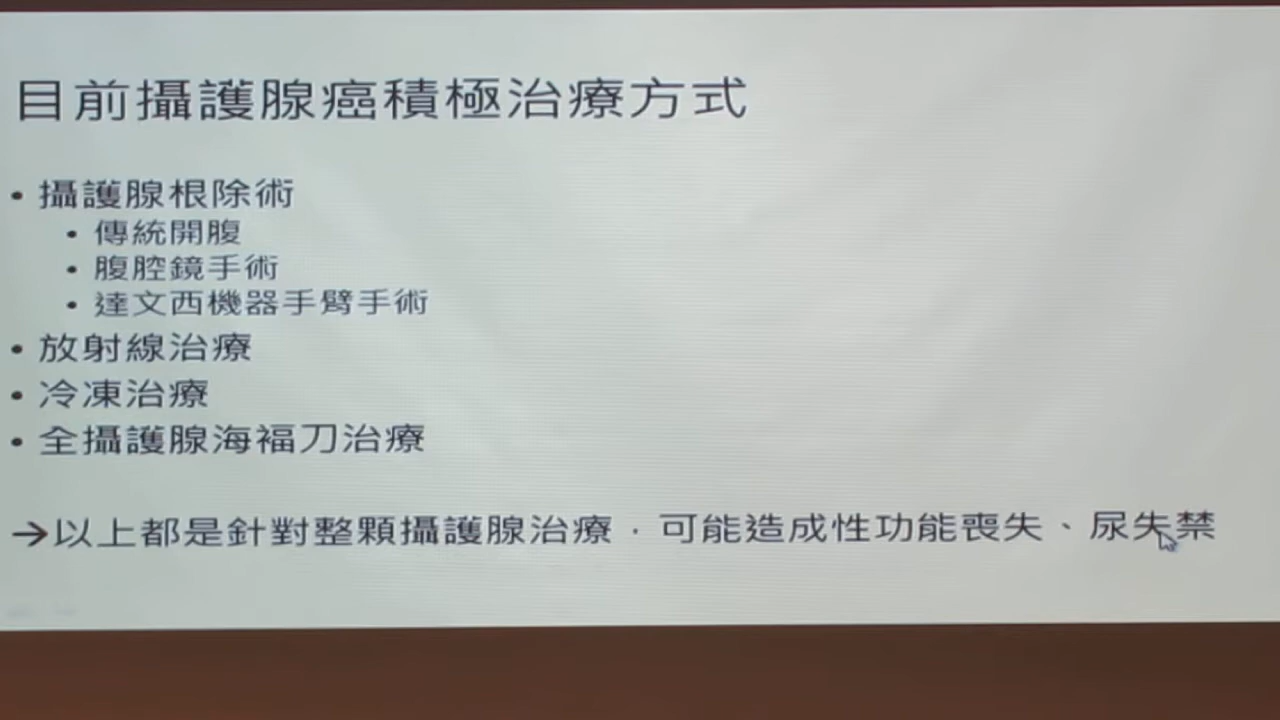 目前攝護腺癌積極治療方式
• 攝護腺根除術
• 傳統開腹
• 腹腔鏡手術
• 達文西機器手臂手術
• 放射線治療
• 冷凍治療
• 全攝護腺海福刀治療
→以上都是針對整顆攝護腺治療，可能造成性功能喪失、尿失禁